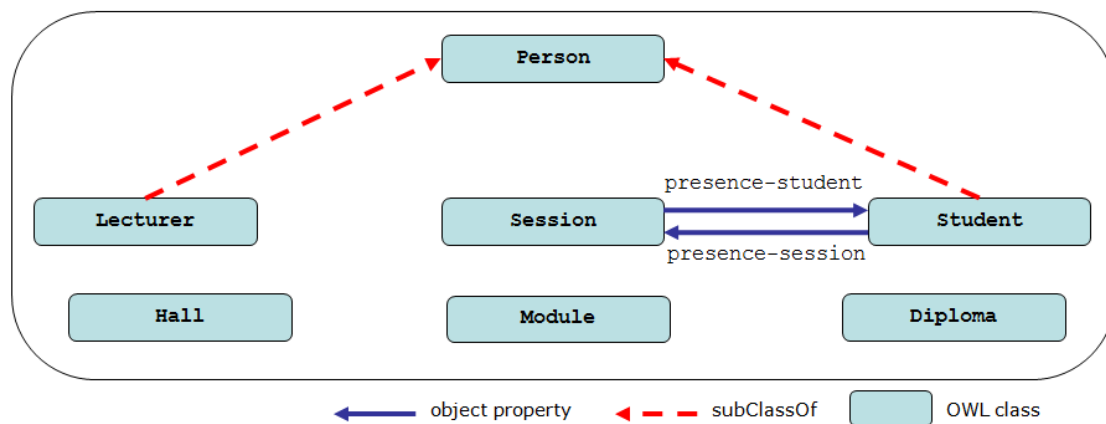 Person
presence-student
Lecturer
Session
Student
presence-session
Hall
Module
Diploma
object property
subClassOf
OWL class